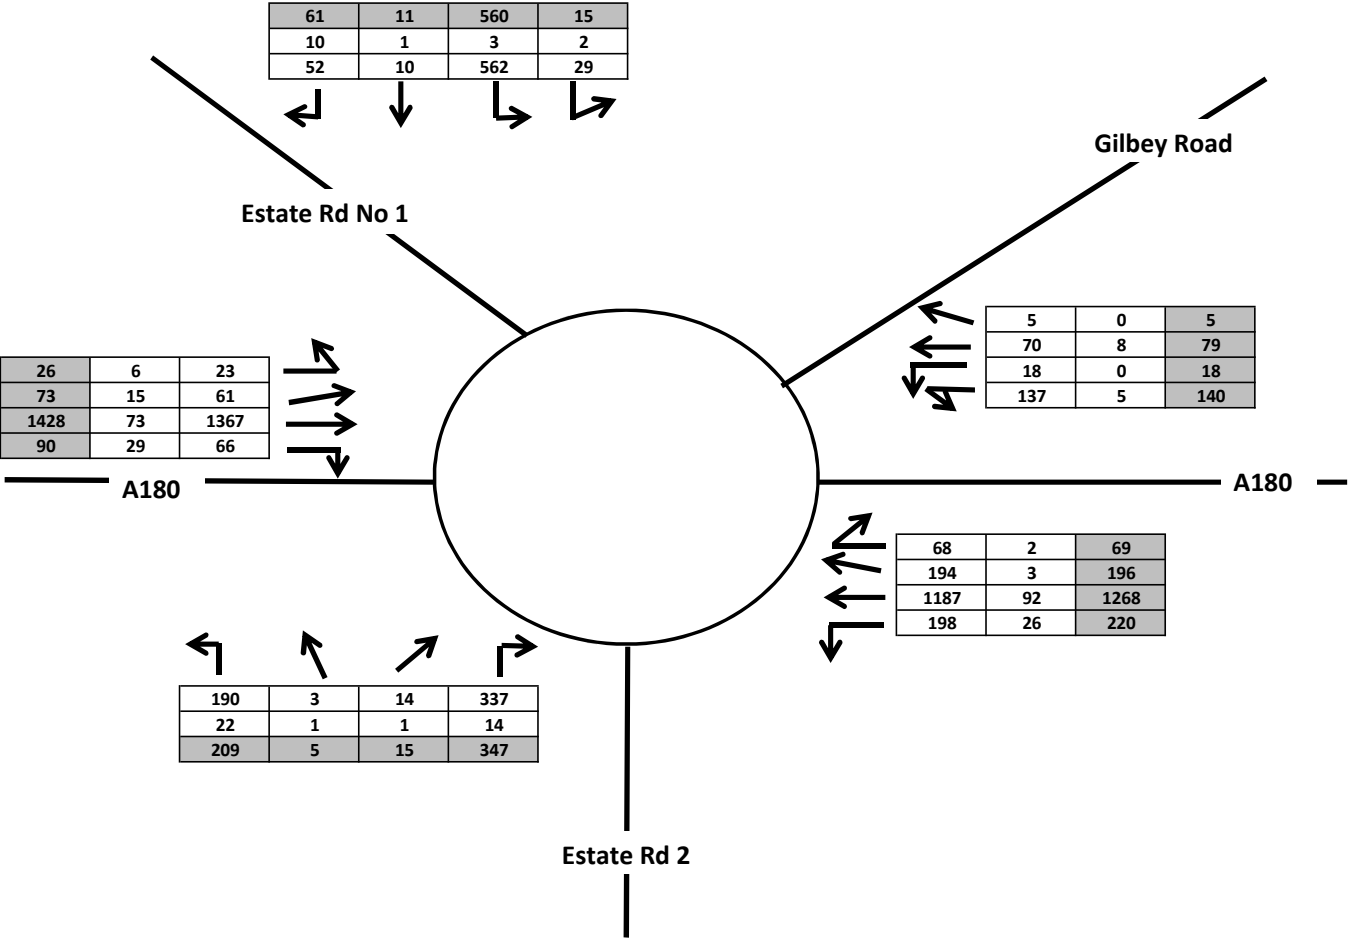 61 11 560 15
10 1 3 2
52 10 562 29
Gilbey Road
Estate Rd No 1
5 0 5
70 8 79
18 0 18
137 5 140
26 6 23
73 15 61
1428 73 1367
90 29 66
A180
A180
68 2 69
194 3 196
1187 92 1268
198 26 220
190 3 14 337
22 1 1 14
209 5 15 347
Estate Rd 2